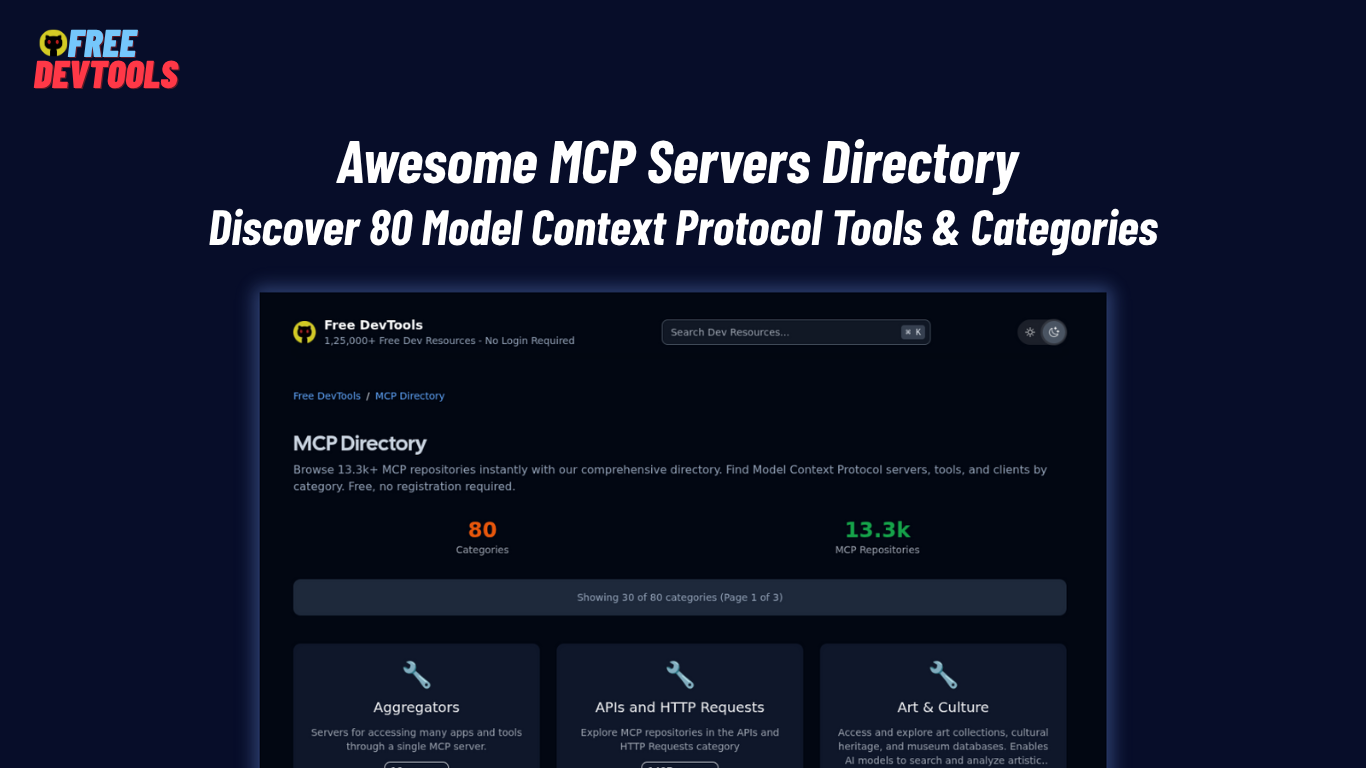 FREE
DEVTOOLS
Awesome MCP Servers Directory
Discover 80 Model Context Protocol Tools & Categories
Free DevTools
1,25,000+ Free Dev Resources - No Login Required
Search Dev Resources...
⌘ K
Free DevTools / MCP Directory
MCP Directory
Browse 13.3k+ MCP repositories instantly with our comprehensive directory. Find Model Context Protocol servers, tools, and clients by
category. Free, no registration required.
80
Categories
13.3k
MCP Repositories
Showing 30 of 80 categories (Page 1 of 3)
Aggregators
Servers for accessing many apps and tools
through a single MCP server.
APIs and HTTP Requests
Explore MCP repositories in the APIs and
HTTP Requests category
Art & Culture
Access and explore art collections, cultural
heritage, and museum databases. Enables
AI models to search and analyze artistic..